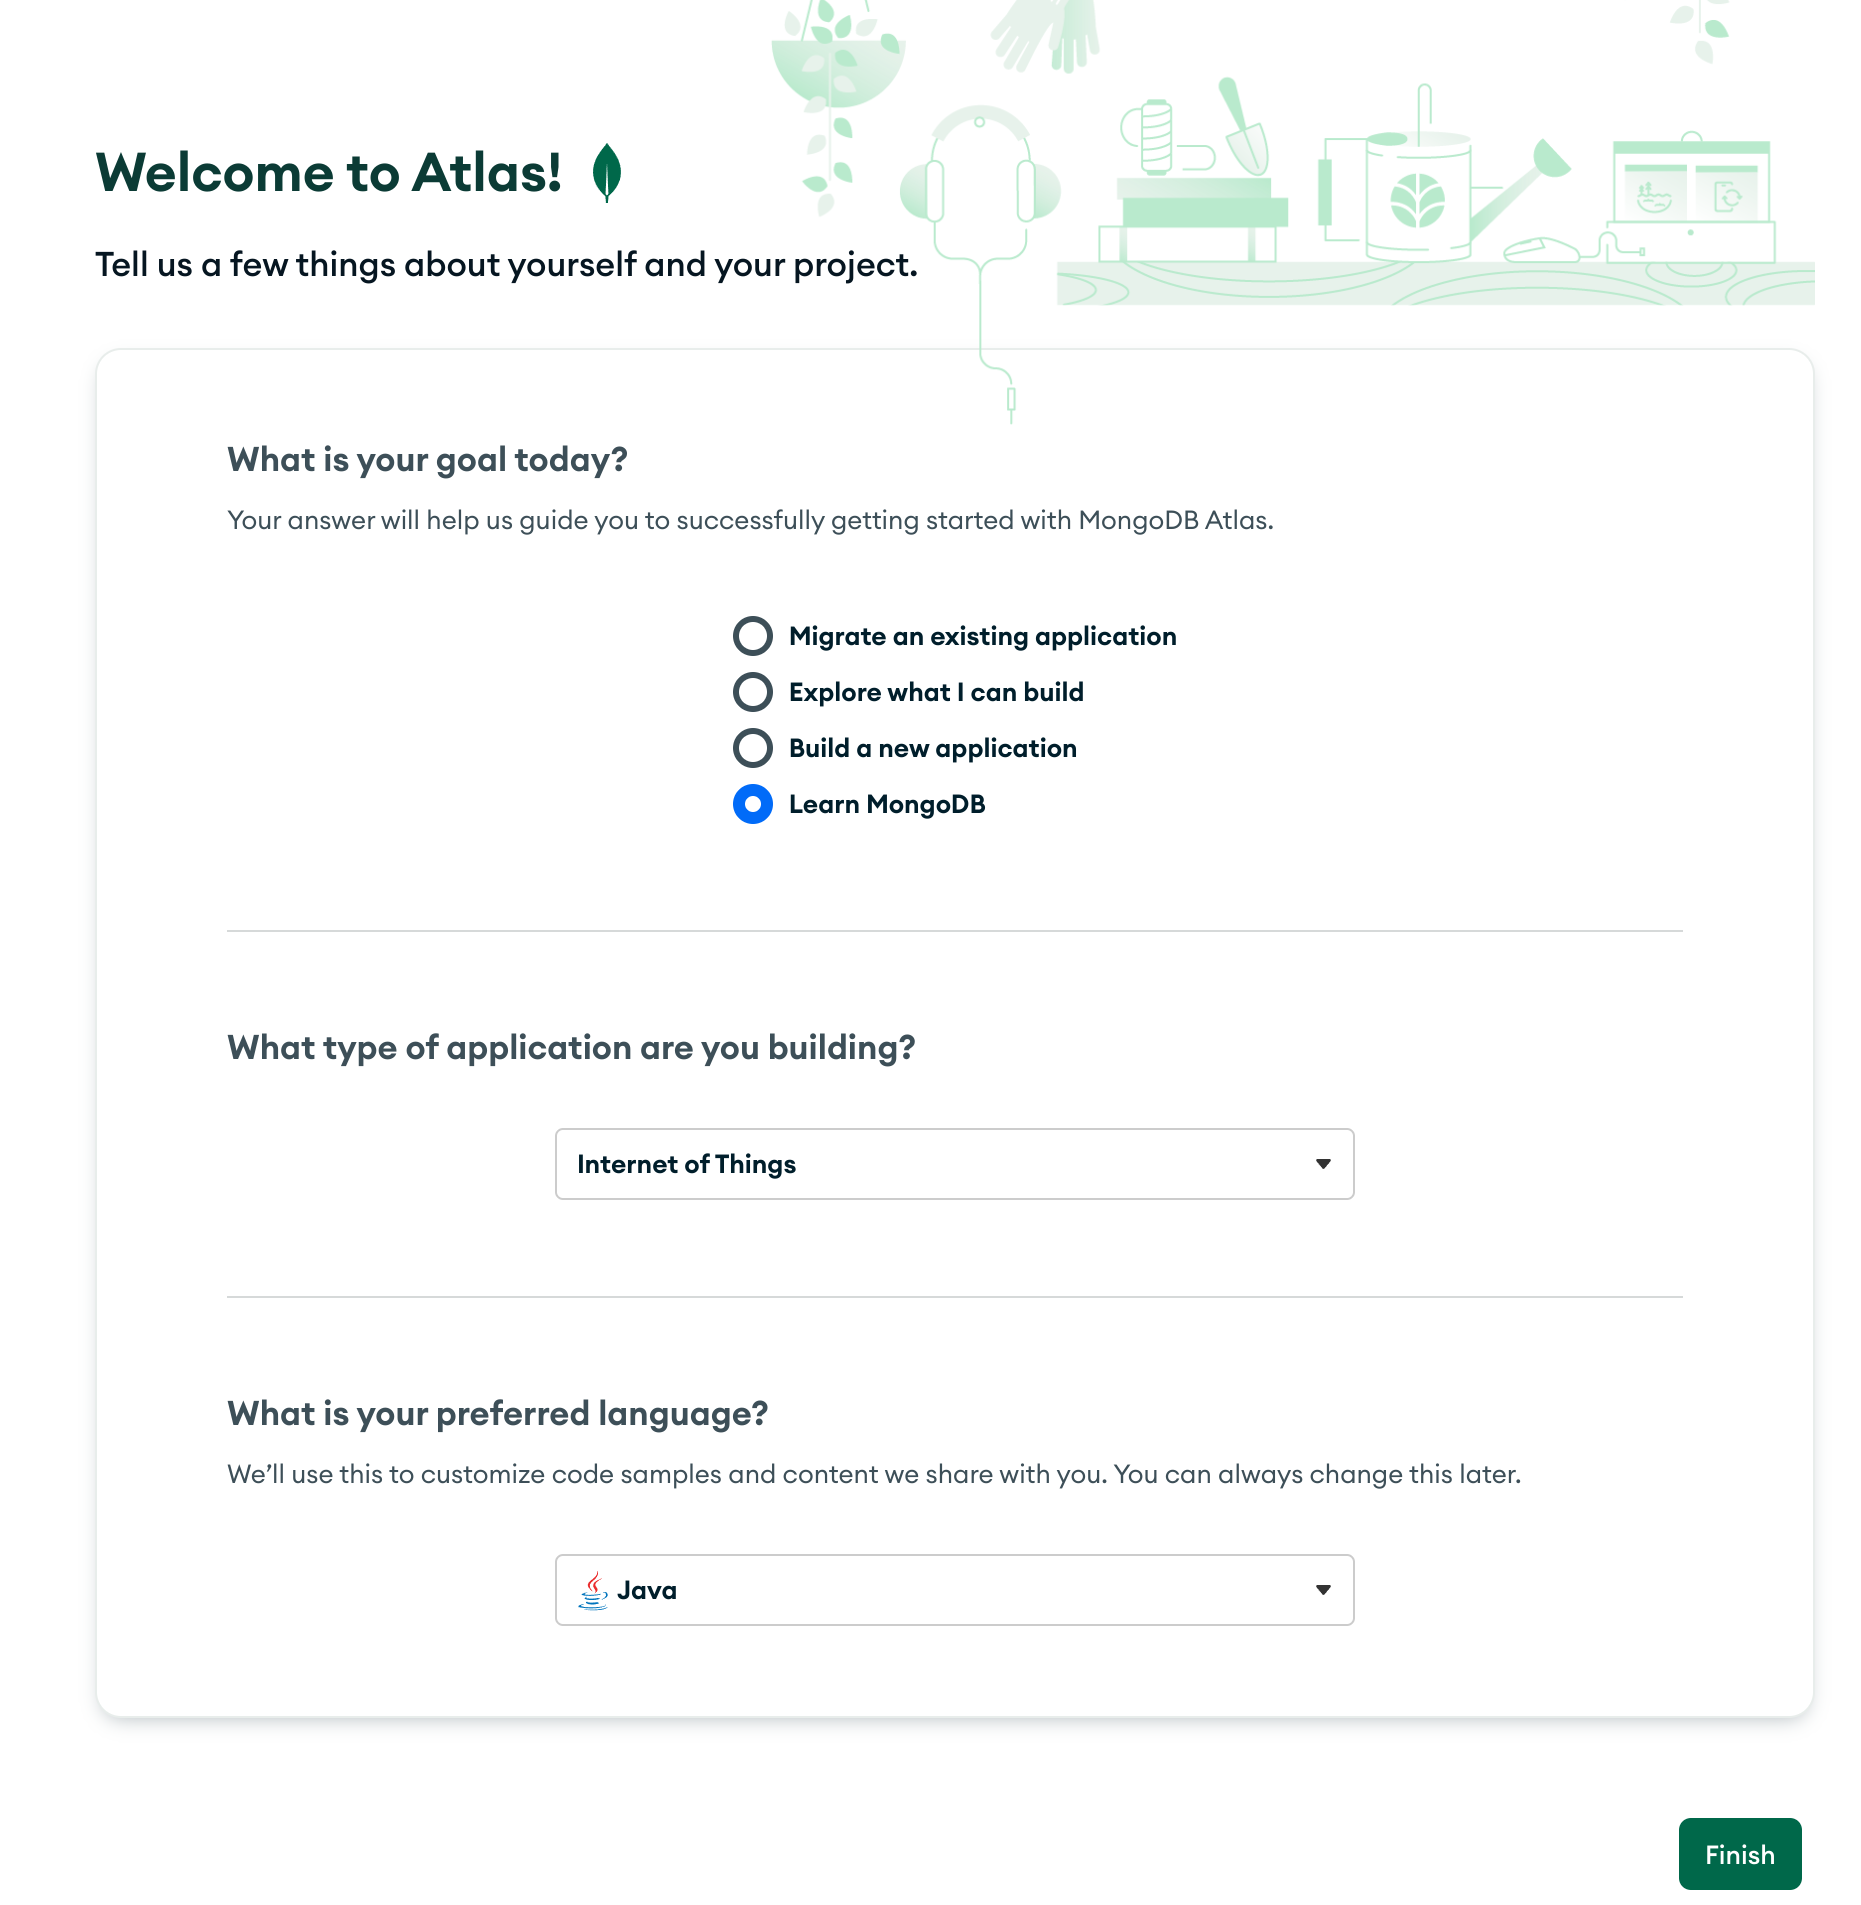 Welcome to Atlas!
Tell us a few things about yourself and your project.
What is your goal today?
Your answer will help us guide you to successfully getting started with MongoDB Atlas.
Migrate an existing application
Explore what I can build
Build a new application
Learn MongoDB
What type of application are you building?
Internet of Things
What is your preferred language?
We’ll use this to customize code samples and content we share with you. You can always change this later.
Java
Finish